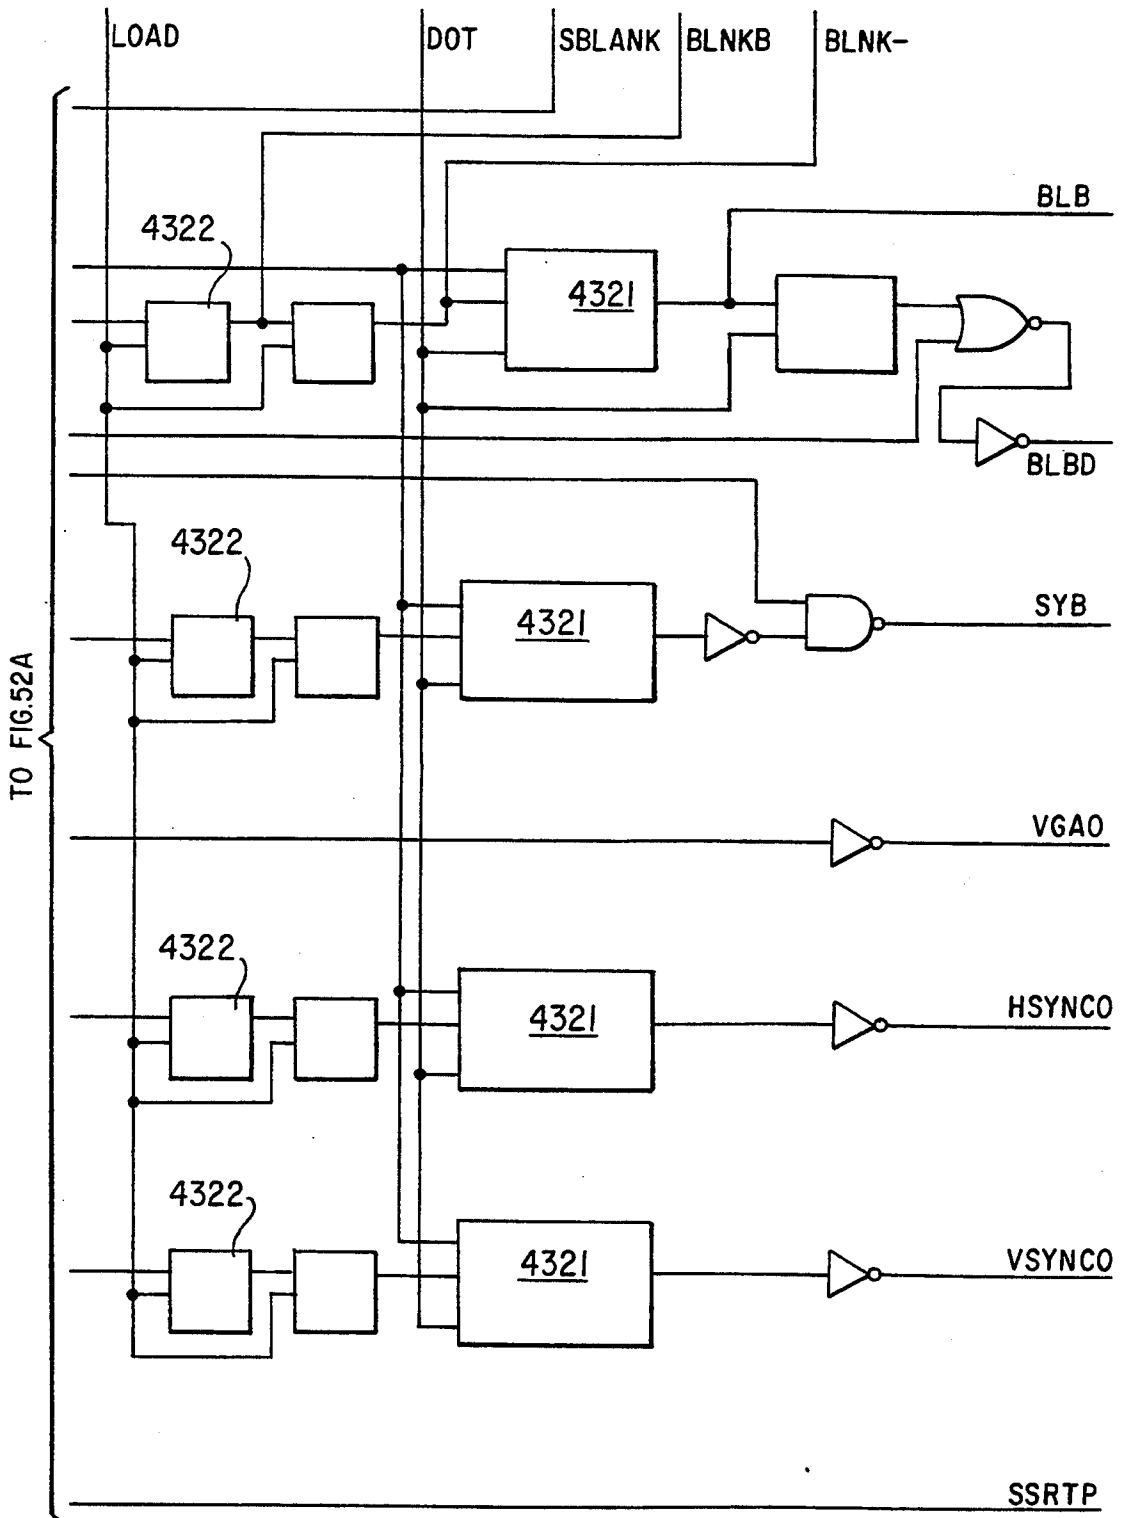 LOAD
DOT
SBLANK
BLNKB
BLNK-
BLB
4322
4321
BLBD
4322
4321
SYB
TO FIG.52A
VGAO
4322
4321
HSYNCO
4322
4321
VSYNCO
SSRTP